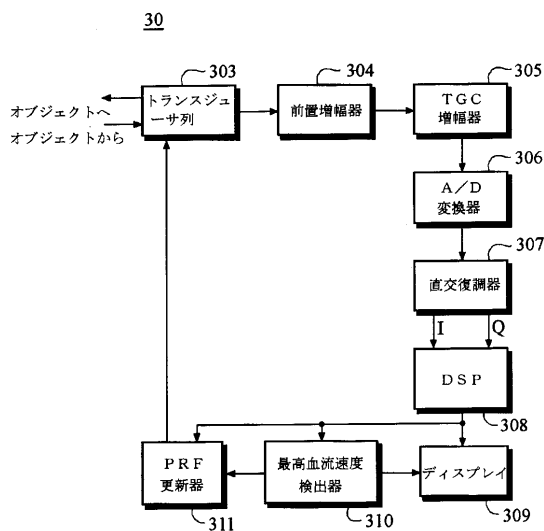 30
303
トランスジュ
ーサ列
オブジェクトへ
オブジェクトから
304
前置増幅器
305
TGC
増幅器
306
A/D
変換器
307
直交復調器
I
Q
DSP
308
PRF
更新器
311
最高血流速度
検出器
310
ディスプレイ
309